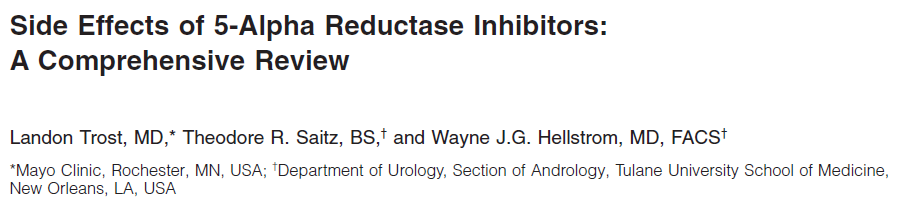 Side Effects of 5-Alpha Reductase Inhibitors:
A Comprehensive Review
Landon Trost, MD,* Theodore R. Saitz, BS,† and Wayne J.G. Hellstrom, MD, FACS†
*Mayo Clinic, Rochester, MN, USA; †Department of Urology, Section of Andrology, Tulane University School of Medicine,
New Orleans, LA, USA